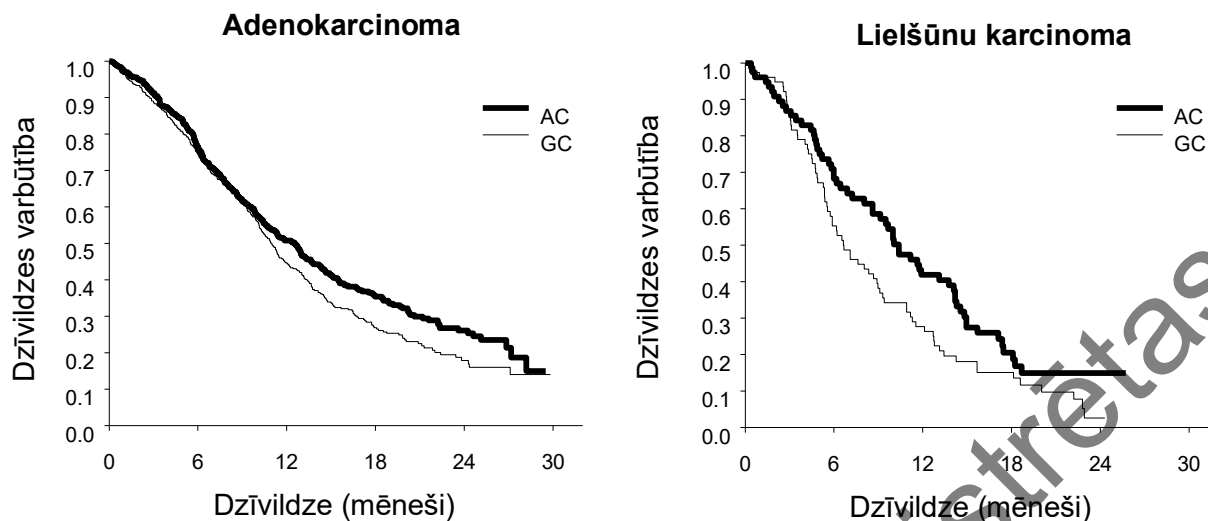 Adenokarcinoma
AC
GC
Dzīvildzes varbūtība
1.0
0.9
0.8
0.7
0.6
0.5
0.4
0.3
0.2
0.1
0.0
0 6 12 18 24 30
Dzīvildze (mēneši)
Lielšūnu karcinoma
AC
GC
Dzīvildzes varbūtība
1.0
0.9
0.8
0.7
0.6
0.5
0.4
0.3
0.2
0.1
0.0
0 6 12 18 24 30
Dzīvildze (mēneši)
strētas